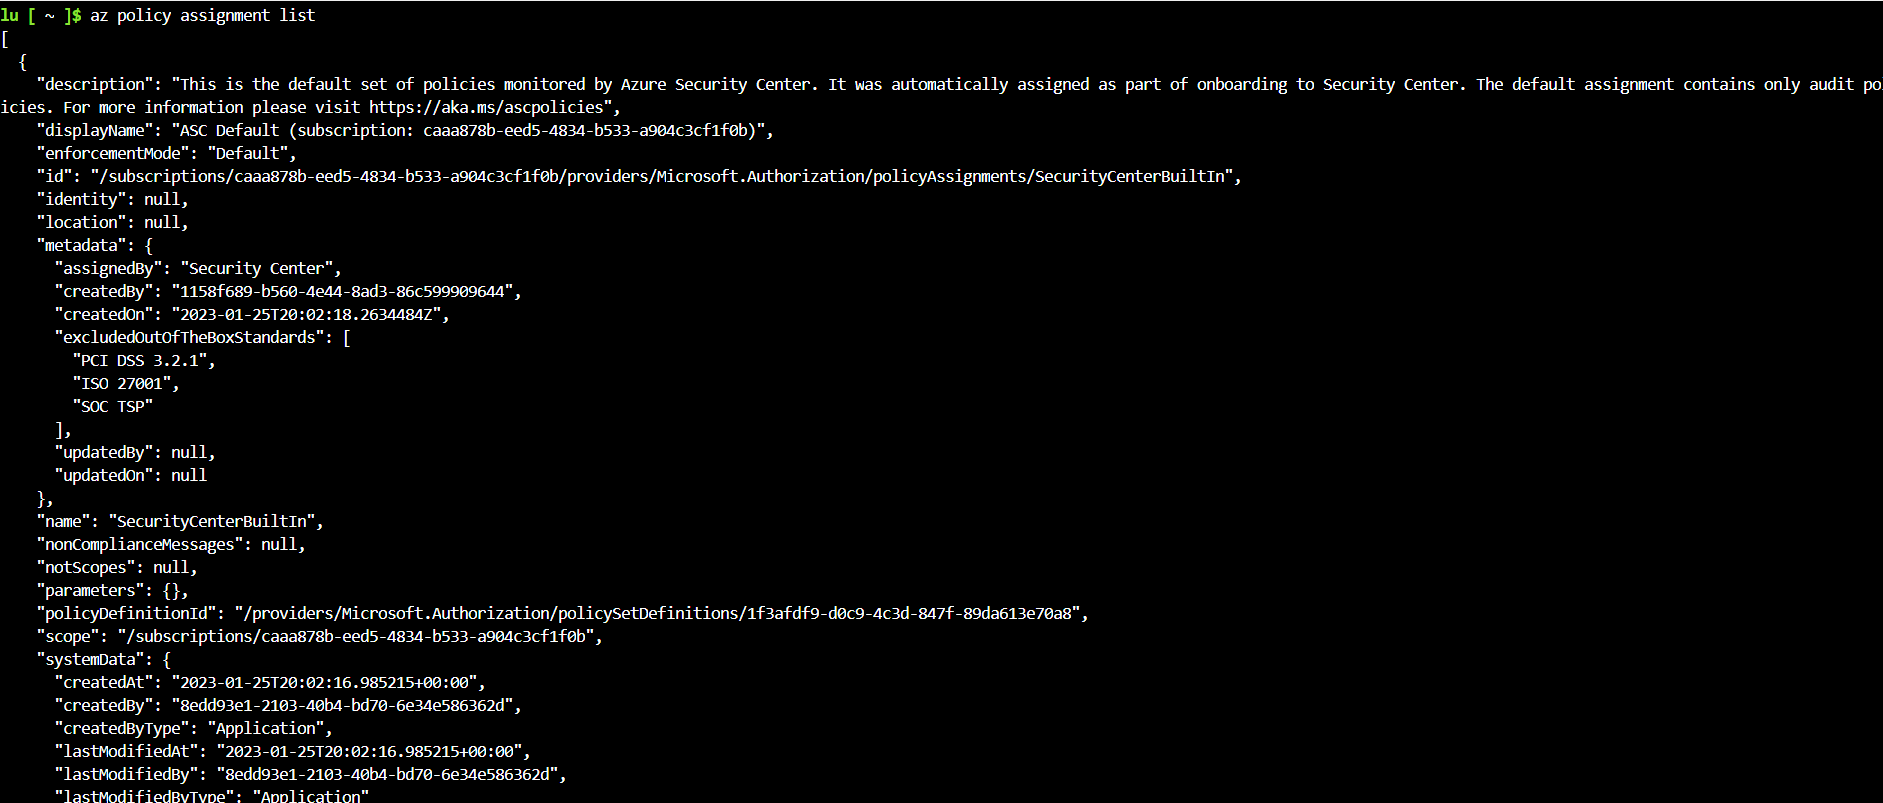 lu [ ~ ]$ az policy assignment list
[
  {
    "description": "This is the default set of policies monitored by Azure Security Center. It was automatically assigned as part of onboarding to Security Center. The default assignment contains only audit pol
icies. For more information please visit https://aka.ms/ascpolicies",
    "displayName": "ASC Default (subscription: caaa878b-eed5-4834-b533-a904c3cf1f0b)",
    "enforcementMode": "Default",
    "id": "/subscriptions/caaa878b-eed5-4834-b533-a904c3cf1f0b/providers/Microsoft.Authorization/policyAssignments/SecurityCenterBuiltIn",
    "identity": null,
    "location": null,
    "metadata": {
      "assignedBy": "Security Center",
      "createdBy": "1158f689-b560-4e44-8ad3-86c599909644",
      "createdOn": "2023-01-25T20:02:18.2634484Z",
      "excludedOutOfTheBoxStandards": [
        "PCI DSS 3.2.1",
        "ISO 27001",
        "SOC TSP"
      ],
      "updatedBy": null,
      "updatedOn": null
    },
    "name": "SecurityCenterBuiltIn",
    "nonComplianceMessages": null,
    "notScopes": null,
    "parameters": {},
    "policyDefinitionId": "/providers/Microsoft.Authorization/policySetDefinitions/1f3afdf9-d0c9-4c3d-847f-89da613e70a8",
    "scope": "/subscriptions/caaa878b-eed5-4834-b533-a904c3cf1f0b",
    "systemData": {
      "createdAt": "2023-01-25T20:02:16.985215+00:00",
      "createdBy": "8edd93e1-2103-40b4-bd70-6e34e586362d",
      "createdByType": "Application",
      "lastModifiedAt": "2023-01-25T20:02:16.985215+00:00",
      "lastModifiedBy": "8edd93e1-2103-40b4-bd70-6e34e586362d",
      "lastModifiedByType": "Application"